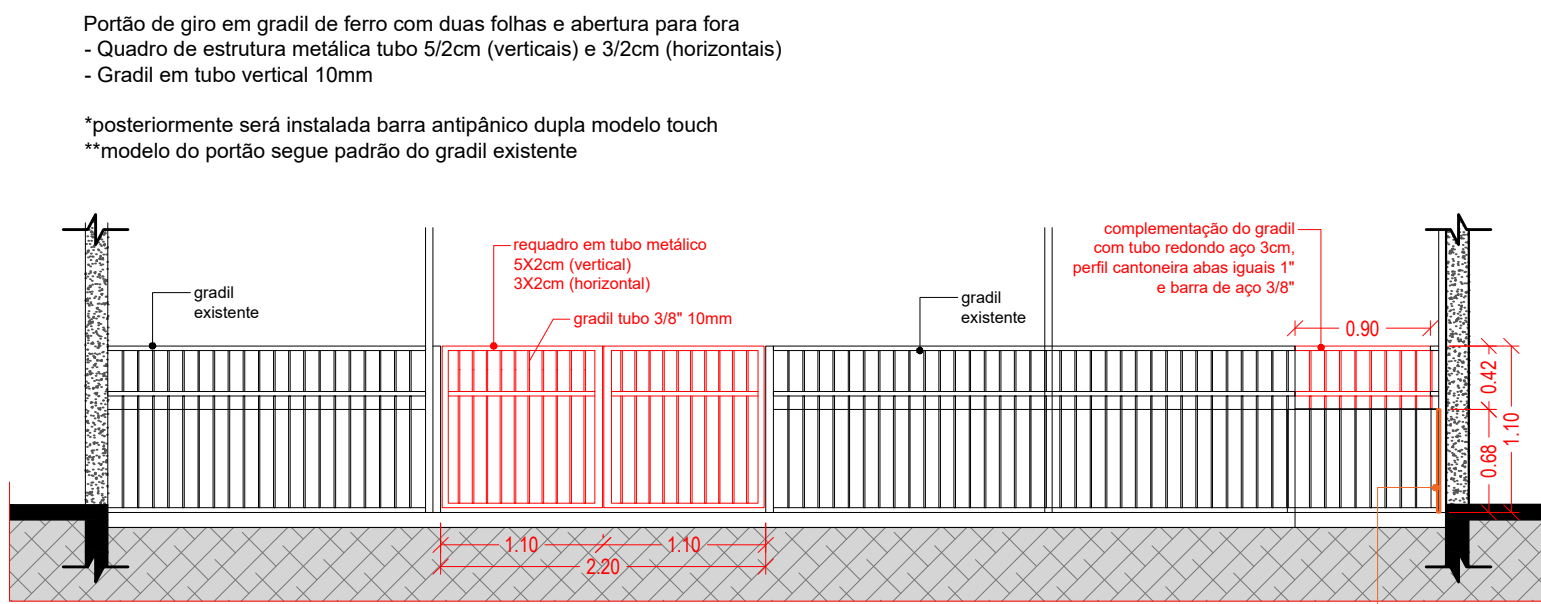 Portão de giro em gradil de ferro com duas folhas e abertura para fora
- Quadro de estrutura metálica tubo 5/2cm (verticais) e 3/2cm (horizontais)
- Gradil em tubo vertical 10mm
*posteriormente será instalada barra antipânico dupla modelo touch
**modelo do portão segue padrão do gradil existente
requadro em tubo metálico
5X2cm (vertical)
3X2cm (horizontal)
complementação do gradil
com tubo redondo aço 3cm,
perfil cantoneira abas iguais 1"
e barra de aço 3/8"
gradil
existente
gradil tubo 3/8" 10mm
gradil
existente
0.90
0.42
1.10
0.68
1.10
1.10
2.20